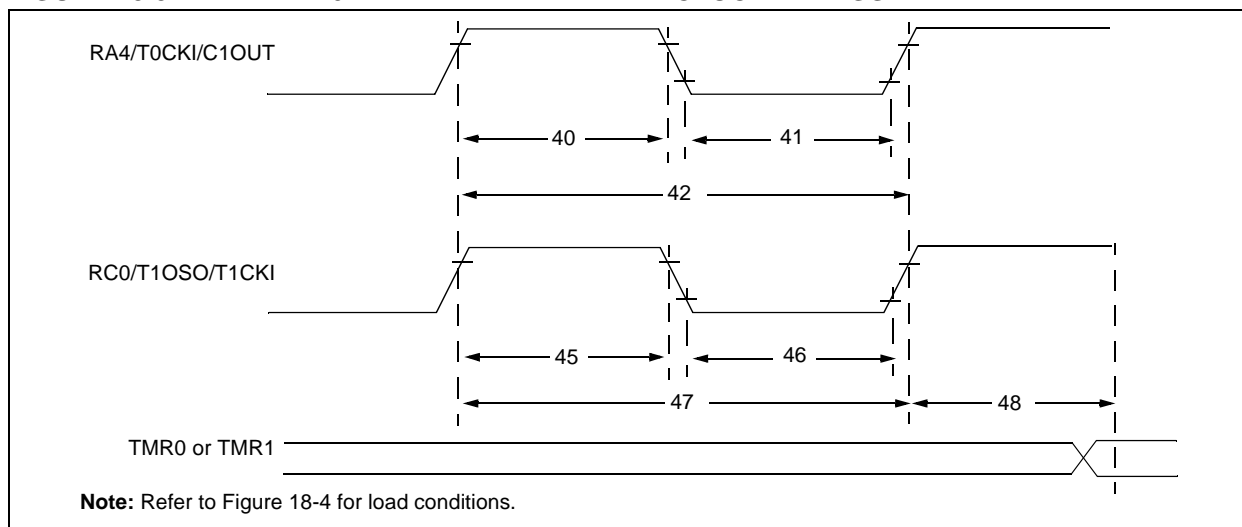 RA4/T0CKI/C1OUT
40
41
42
RC0/T1OSO/T1CKI
45
46
47
48
TMR0 or TMR1
Note: Refer to Figure 18-4 for load conditions.